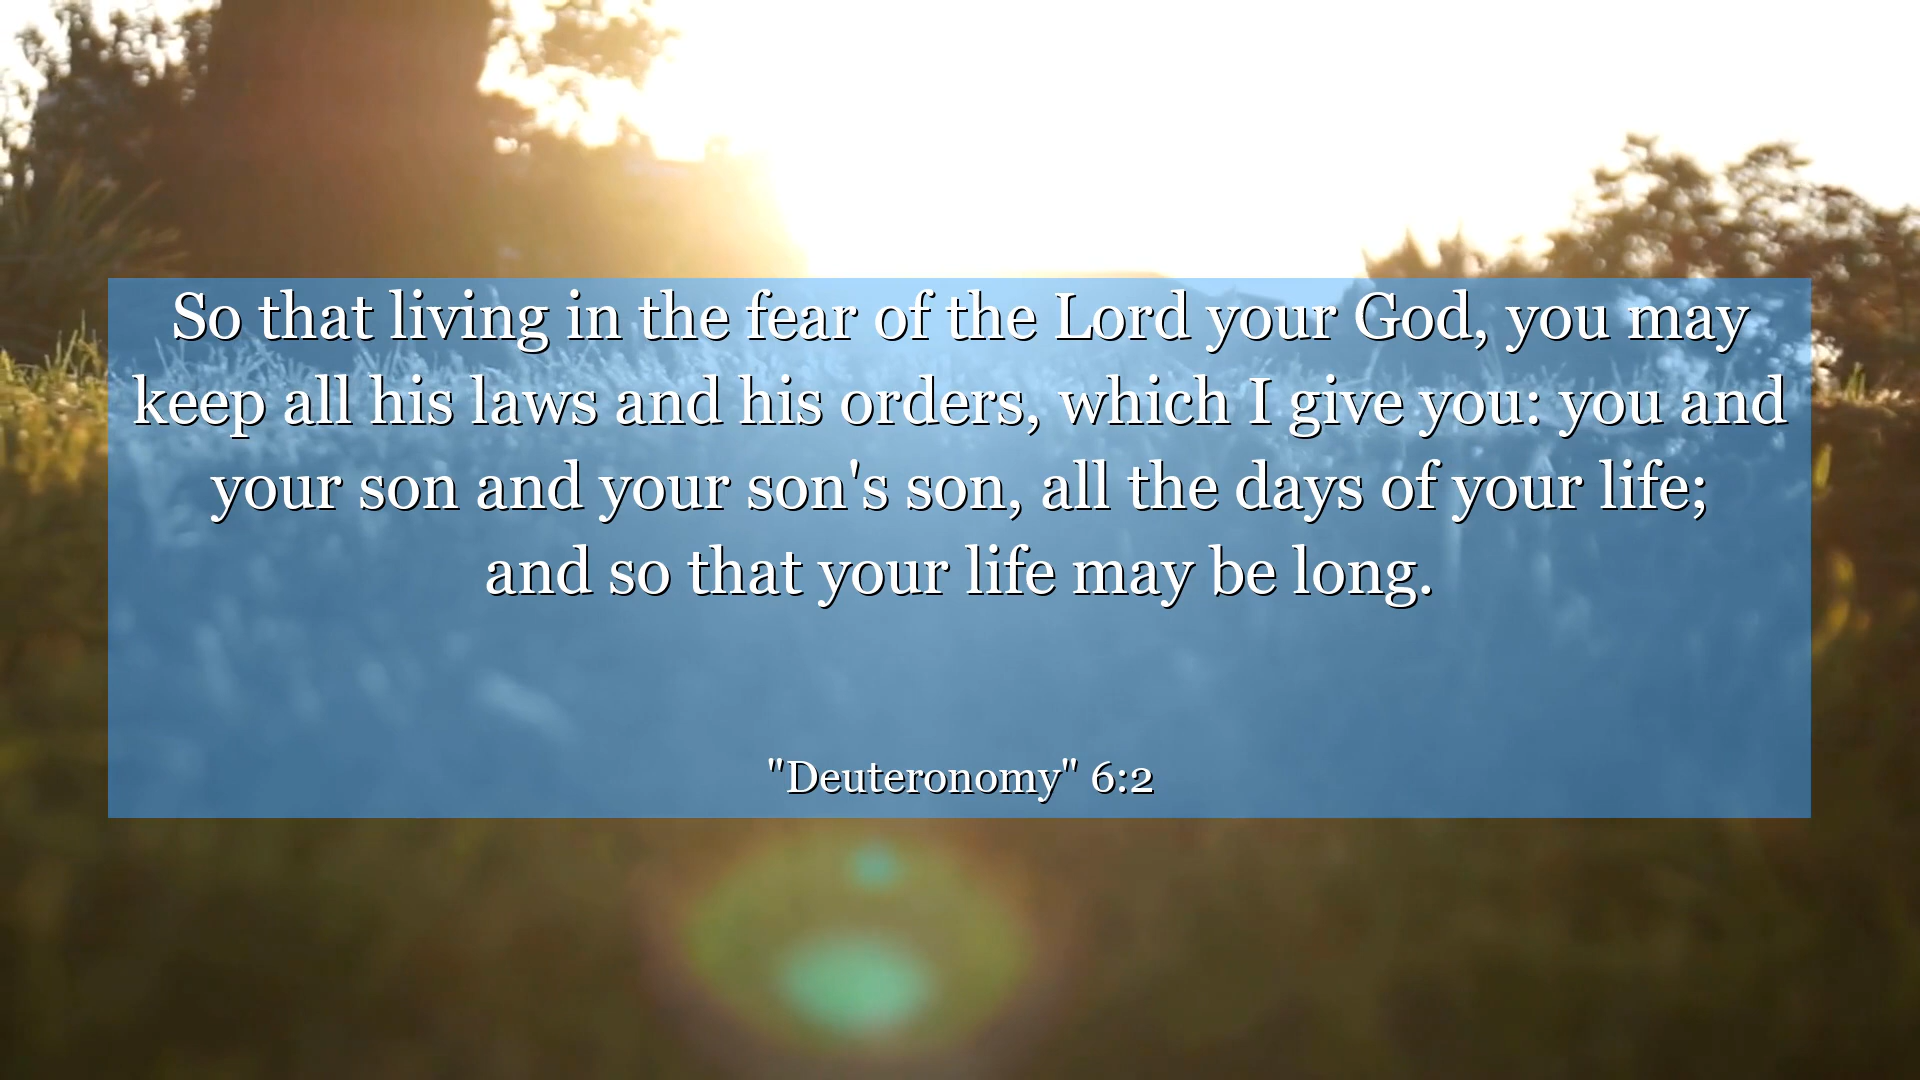 So that living in the fear of the Lord your God, you may
keep all his laws and his orders, which I give you: you and
your son and your son's son, all the days of your life;
and so that your life may be long.
"Deuteronomy" 6:2